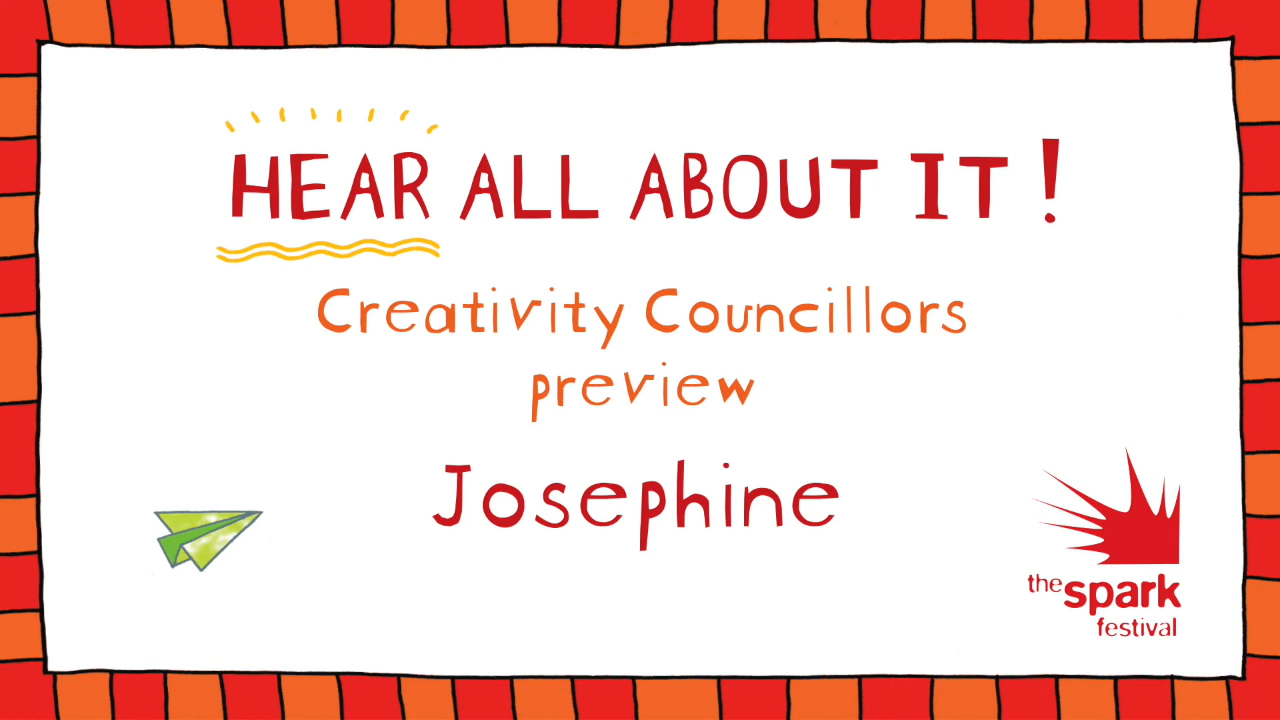 HEAR ALL ABOUT IT!
Creativity Councillors
preview
Josephine
the spark
festival